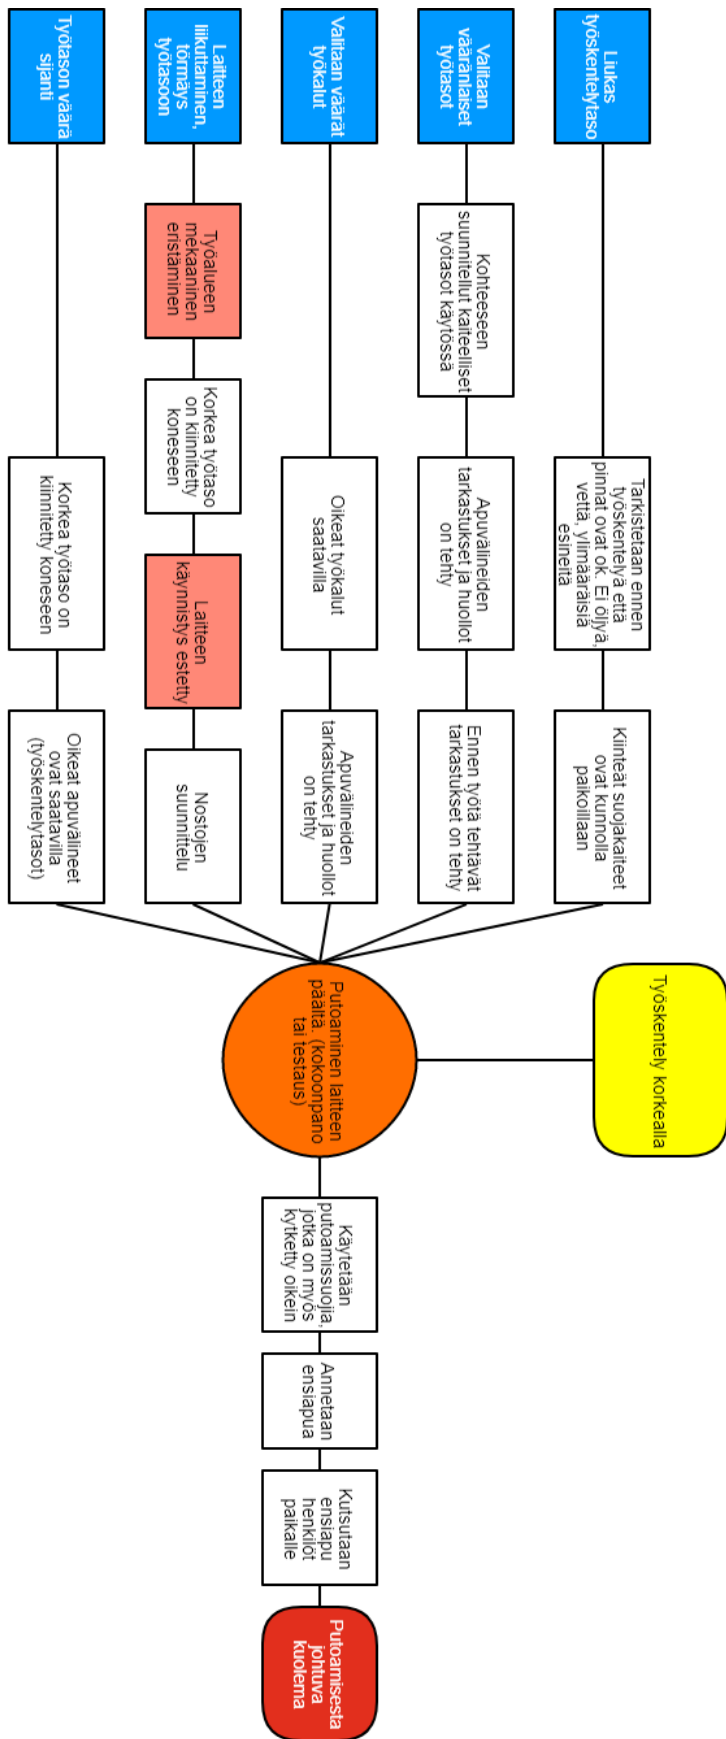 Työskentely korkealla
Liukas
työskentelytaso
Tarkistetaan ennen
työskentelyä että
pinnat ovat ok. Ei öljyä,
vettä, ylimääräisiä
esineitä
Kiinteät suojakaiteet
ovat kunnolla
paikoillaan
Valitaan
vääränlaiset
työtasot
Kohteeseen
suunnitellut kaiteelliset
työtasot käytössä
Apuvälineiden
tarkastukset ja huollot
on tehty
Ennen työtä tehtävät
tarkastukset on tehty
Valitaan väärät
työkalut
Oikeat työkalut
saatavilla
Apuvälineiden
tarkastukset ja huollot
on tehty
Putoaminen laitteen
päältä. (kokoonpano
tai testaus)
Käytetään
putoamissuojia,
jotka on myös
kytketty oikein
Annetaan
ensiapua
Kutsutaan
ensiapu
henkilöt
paikalle
Putoamisesta
johtuva
kuolema
Laitteen
liikuttaminen,
törmäys
työtasoon
Työalueen
mekaaninen
eristäminen
Korkea työtaso
on kiinnitetty
koneseen
Laitteen
käynnistys estetty
Nostojen
suunnittelu
Työtason väärä
sijanti
Korkea työtaso on
kiinnitetty koneseen
Oikeat apuvälineet
ovat saatavilla
(työskentelytasot)